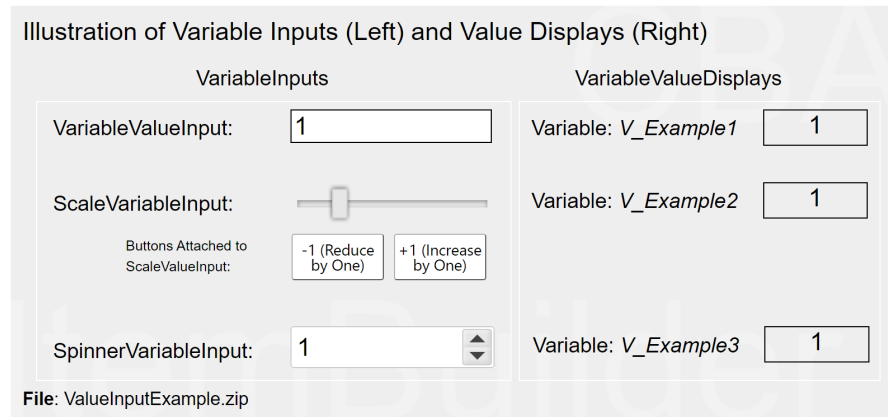 Illustration of Variable Inputs (Left) and Value Displays (Right)
VariableInputs
VariableValueDisplays
VariableValueInput:
1
Variable: V_Example1
1
ScaleVariableInput:
Variable: V_Example2
1
Buttons Attached to
ScaleValueInput:
-1 (Reduce
by One)
+1 (Increase
by One)
SpinnerVariableInput:
1
Variable: V_Example3
1
File: ValueInputExample.zip
CBA
ItemBuilder